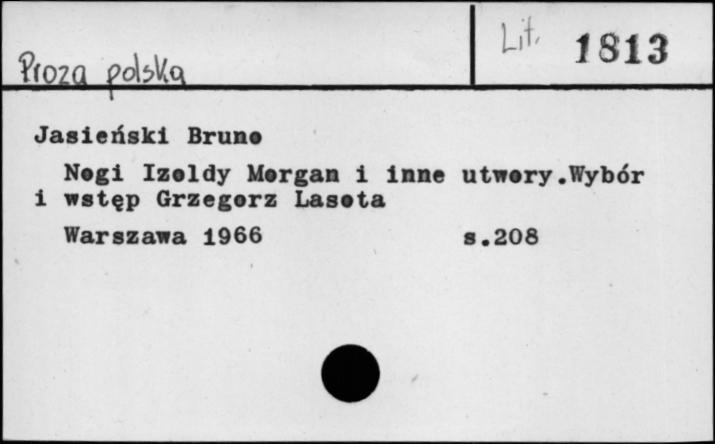 Proza polska
Lit. 1813
Jasieński Bruno
Nogi Izoldy Morgan i inne utwory.Wybór
i wstęp Grzegorz Lasota
Warszawa 1966 s.208